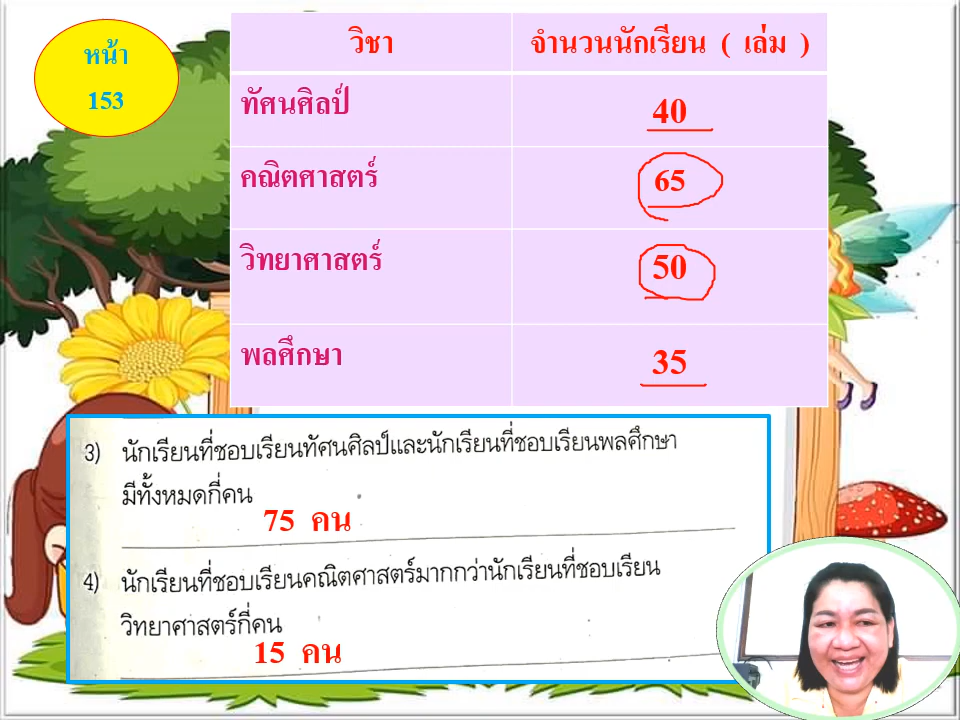 หน้า
153
วิชา จำนวนนักเรียน ( เล่ม )
ทัศนศิลป์ 40
คณิตศาสตร์ 65
วิทยาศาสตร์ 50
พลศึกษา 35
3) นักเรียนที่ชอบเรียนทัศนศิลป์และนักเรียนที่ชอบเรียนพลศึกษา
มีทั้งหมดกี่คน
75 คน
4) นักเรียนที่ชอบเรียนคณิตศาสตร์มากกว่านักเรียนที่ชอบเรียน
วิทยาศาสตร์กี่คน
15 คน